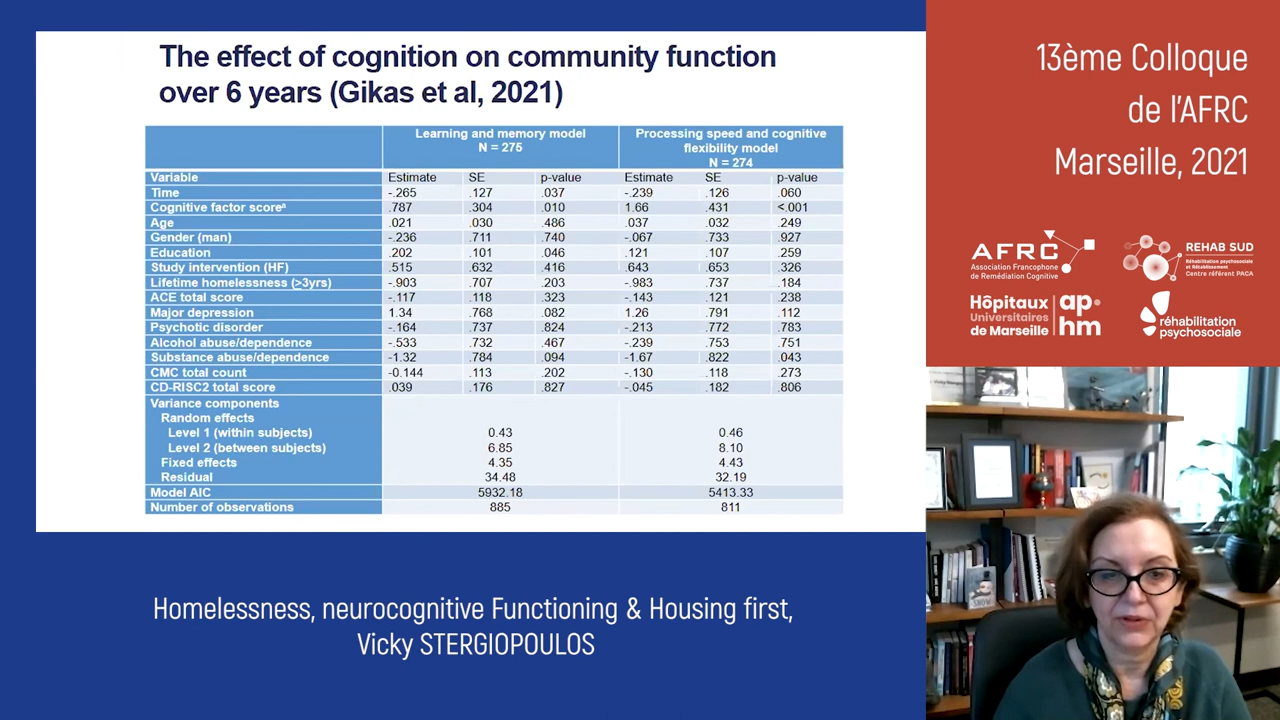 The effect of cognition on community function
over 6 years (Gikas et al, 2021)
Learning and memory model
N = 275
Processing speed and cognitive
flexibility model
N = 274
Variable Estimate SE p-value Estimate SE p-value
Time -.265 .127 .037 -.239 .126 .060
Cognitive factor scoreª .787 .304 .010 1.66 .431 <.001
Age .021 .030 .486 .037 .032 .249
Gender (man) -.236 .711 .740 -.067 .733 .927
Education .202 .101 .046 .121 .107 .259
Study intervention (HF) .515 .632 .416 .643 .653 .326
Lifetime homelessness (>3yrs) -.903 .707 .203 -.983 .737 .184
ACE total score -.117 .118 .323 -.143 .121 .238
Major depression 1.34 .768 .082 1.26 .791 .112
Psychotic disorder -.164 .737 .824 -.213 .772 .783
Alcohol abuse/dependence -.533 .732 .467 -.239 .753 .751
Substance abuse/dependence -1.32 .784 .094 -1.67 .822 .043
CMC total count -0.144 .113 .202 -.130 .118 .273
CD-RISC2 total score .039 .176 .827 -.045 .182 .806
Variance components
Random effects
Level 1 (within subjects) 0.43 0.46
Level 2 (between subjects) 6.85 8.10
Fixed effects 4.35 4.43
Residual 34.48 32.19
Model AIC 5932.18 5413.33
Number of observations 885 811
Homelessness, neurocognitive Functioning & Housing first,
Vicky STERGIOPOULOS
13ème Colloque
de l'AFRC
Marseille, 2021
AFRC
Association Francophone
de Remédiation Cognitive
REHAB SUD
Réhabilitation psychosociale
et Rétablissement
Centre référent PACA
Hôpitaux
Universitaires
de Marseille
ap.
hm
réhabilitation
psychosociale
SNOW